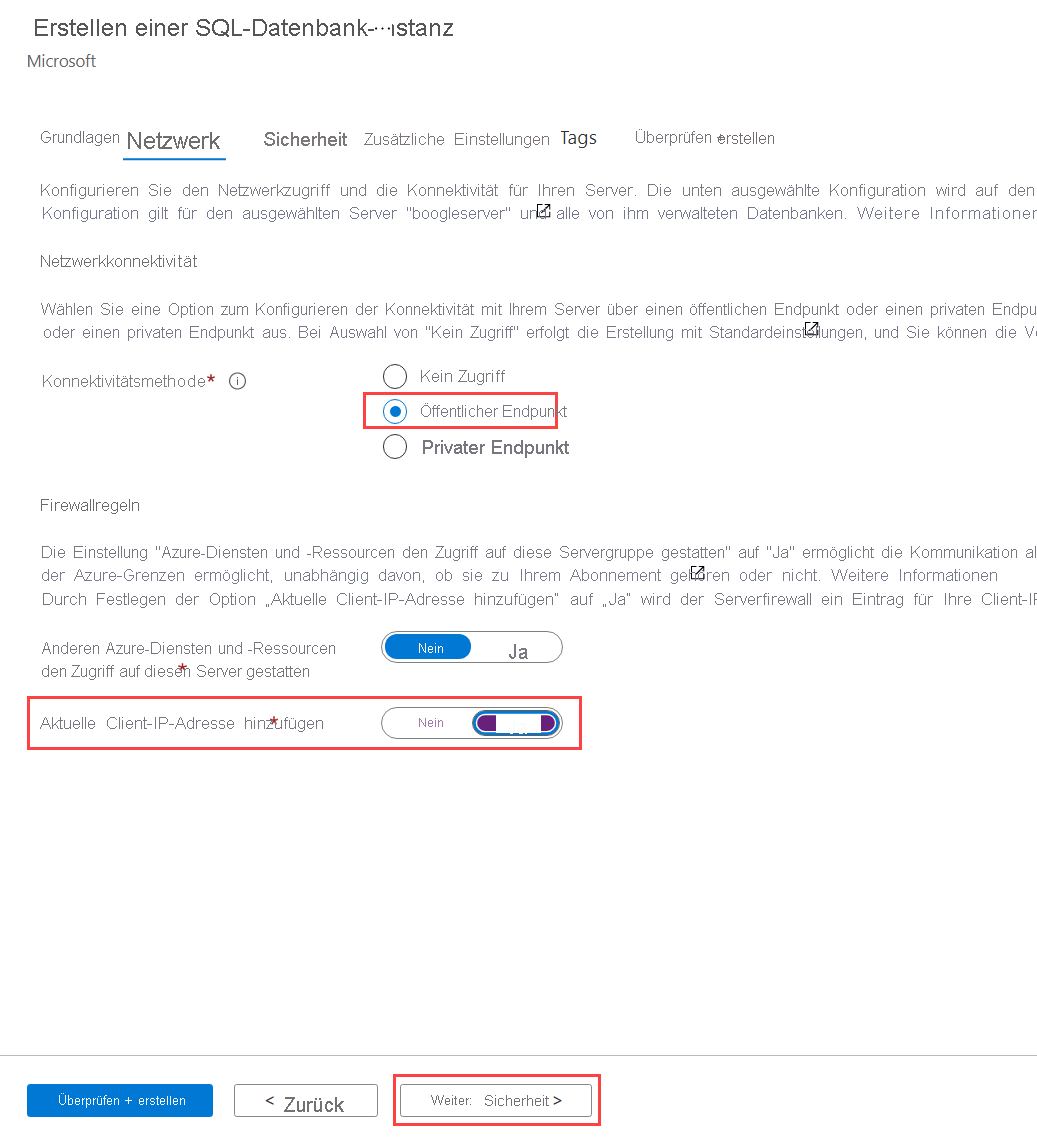 Erstellen einer SQL-Datenbank-...stanz
Microsoft
Grundlagen Netzwerk Sicherheit Zusätzliche Einstellungen Tags Überprüfen + erstellen
Konfigurieren Sie den Netzwerkzugriff und die Konnektivität für Ihren Server. Die unten ausgewählte Konfiguration wird auf den
Konfiguration gilt für den ausgewählten Server "boogleserver" und alle von ihm verwalteten Datenbanken. Weitere Informationen
Netzwerkkonnektivität
Wählen Sie eine Option zum Konfigurieren der Konnektivität mit Ihrem Server über einen öffentlichen Endpunkt oder einen privaten Endpu
oder einen privaten Endpunkt aus. Bei Auswahl von "Kein Zugriff" erfolgt die Erstellung mit Standardeinstellungen, und Sie können die
Konnektivitätsmethode*
Kein Zugriff
Öffentlicher Endpunkt
Privater Endpunkt
Firewallregeln
Die Einstellung "Azure-Diensten und -Ressourcen den Zugriff auf diese Servergruppe gestatten" auf "Ja" ermöglicht die Kommunikation al
der Azure-Grenzen ermöglicht, unabhängig davon, ob sie zu Ihrem Abonnement gehören oder nicht. Weitere Informationen
Durch Festlegen der Option „Aktuelle Client-IP-Adresse hinzufügen" auf „Ja" wird der Serverfirewall ein Eintrag für Ihre Client-IP
Anderen Azure-Diensten und -Ressourcen
den Zugriff auf diesen Server gestatten *
Nein Ja
Aktuelle Client-IP-Adresse hinzufügen *
Nein
Überprüfen + erstellen < Zurück Weiter: Sicherheit >